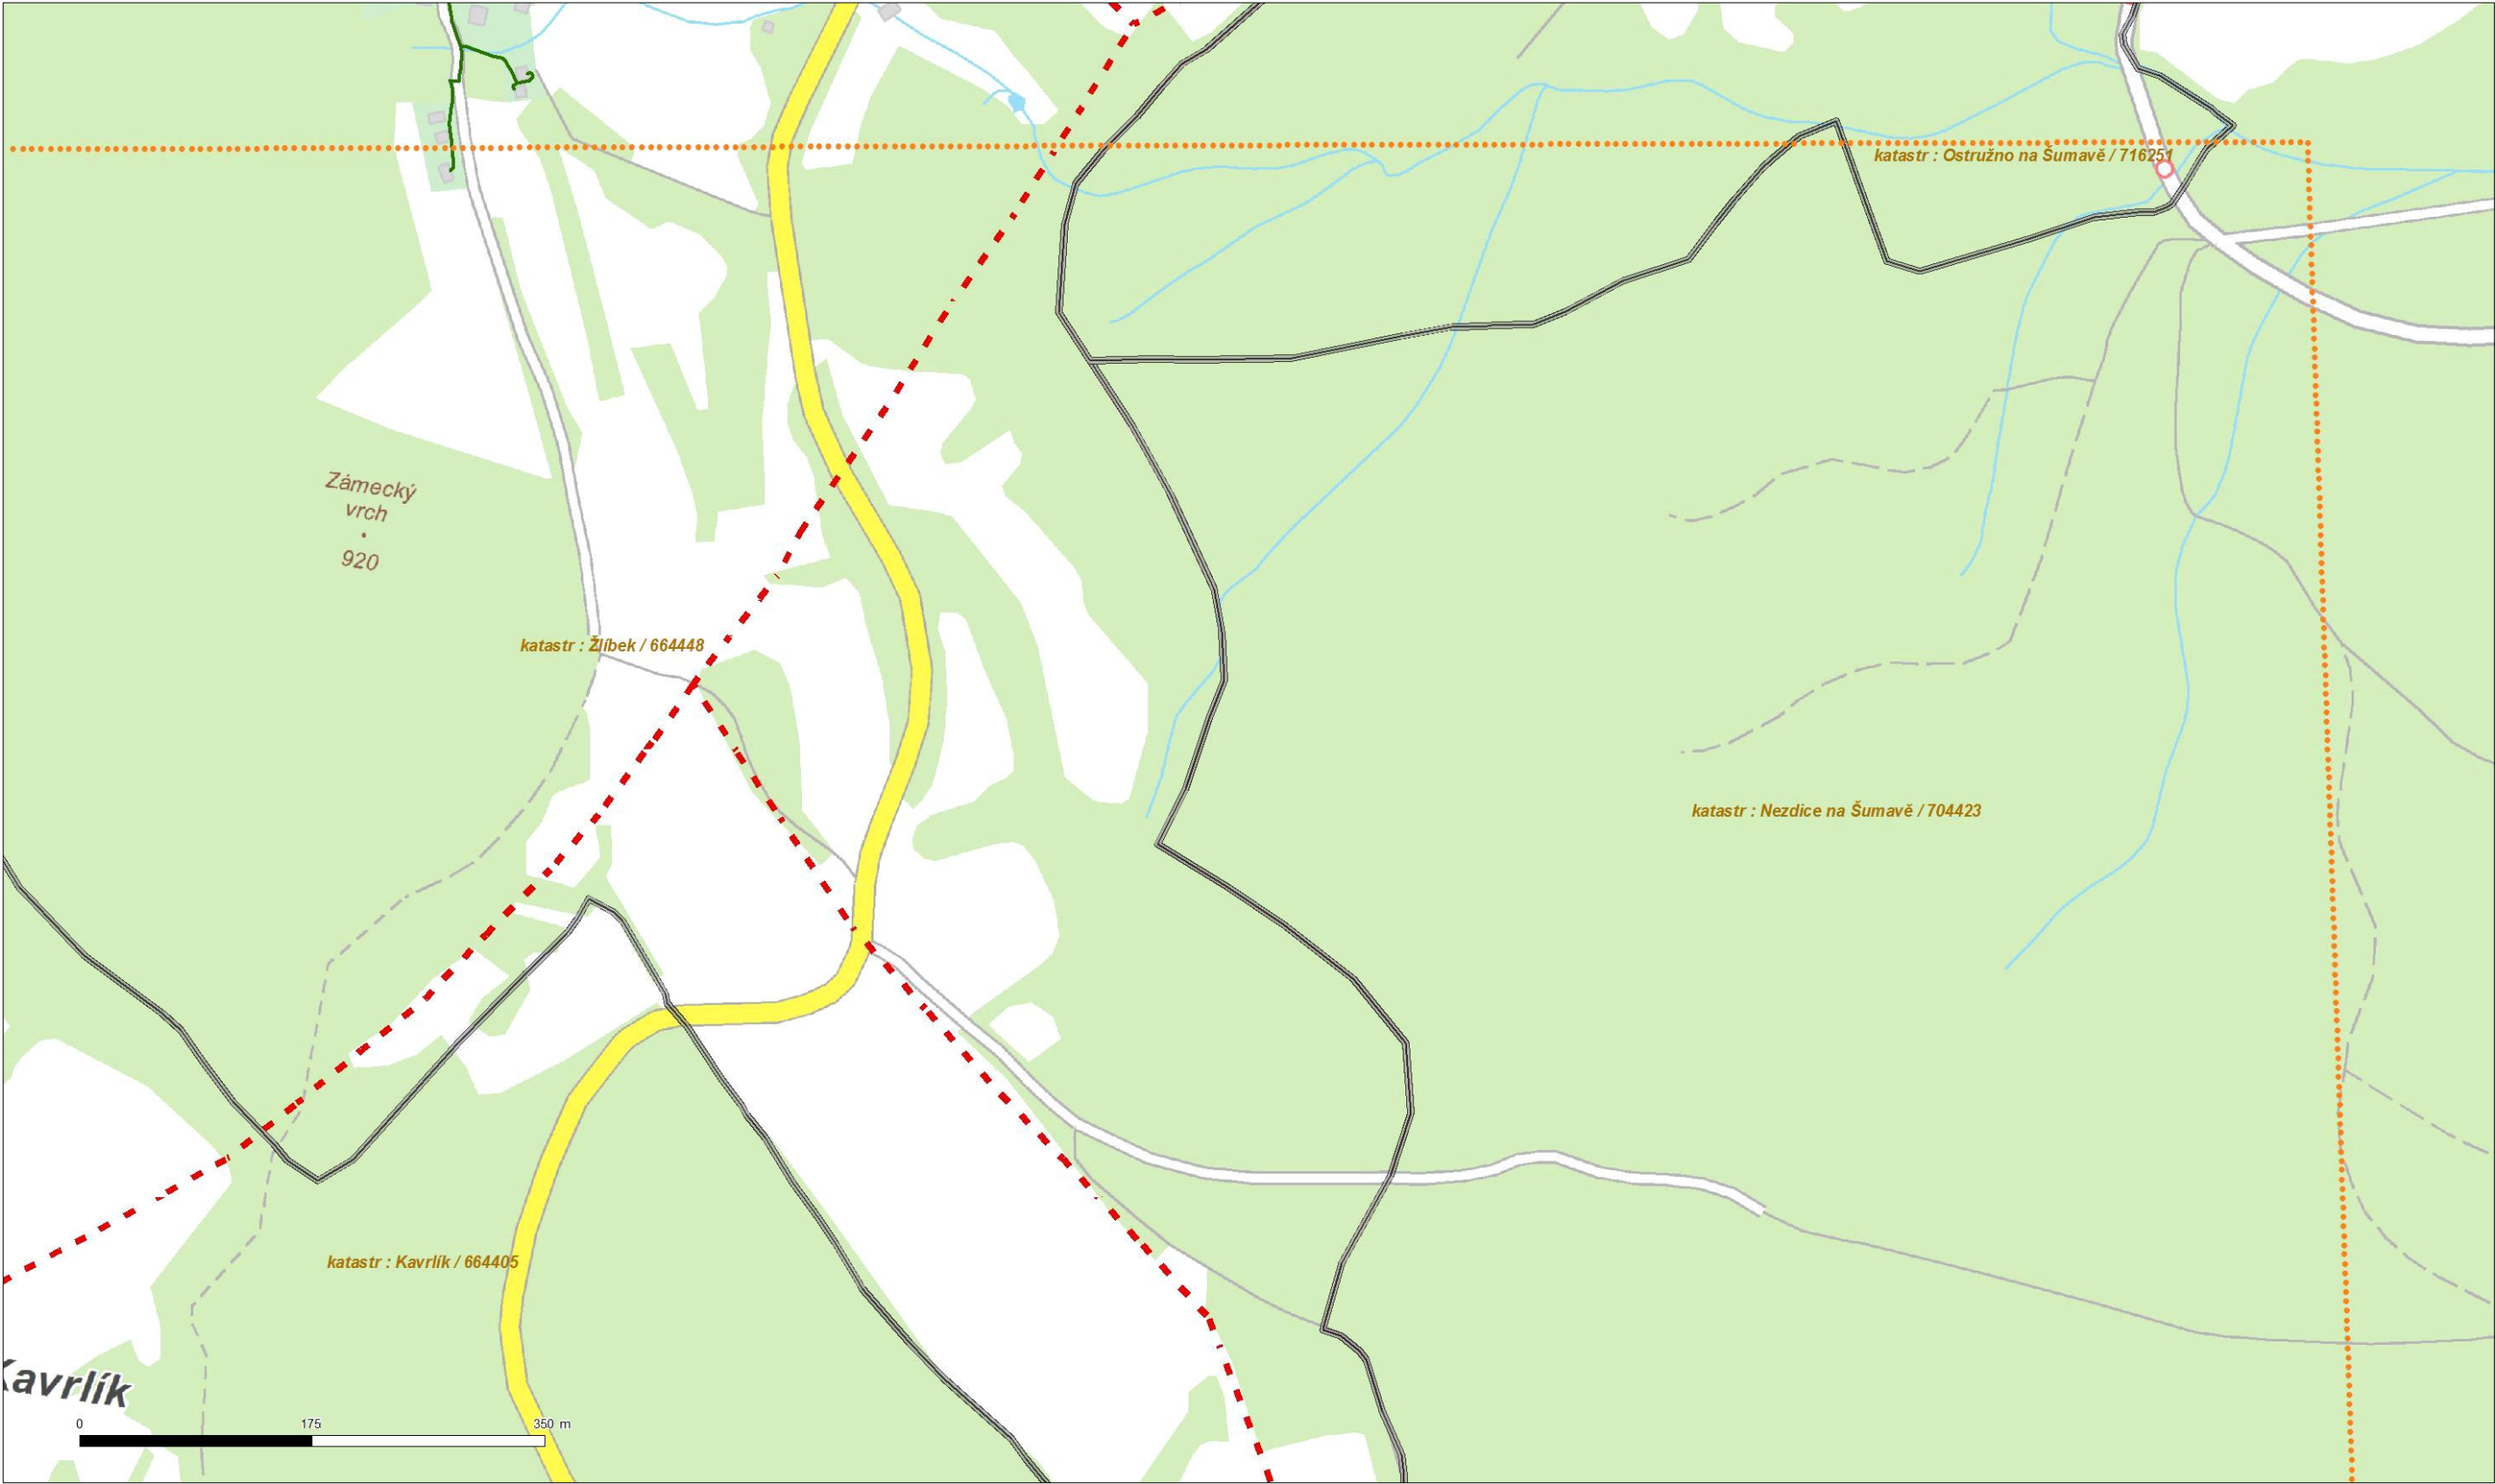 katastr : Ostružno na Šumavě / 716251
Zámecký
vrch
920
katastr : Žlíbek / 664448
katastr : Nezdice na Šumavě / 704423
katastr : Kavrlík / 664405
Kavrlík
0 175 350 m